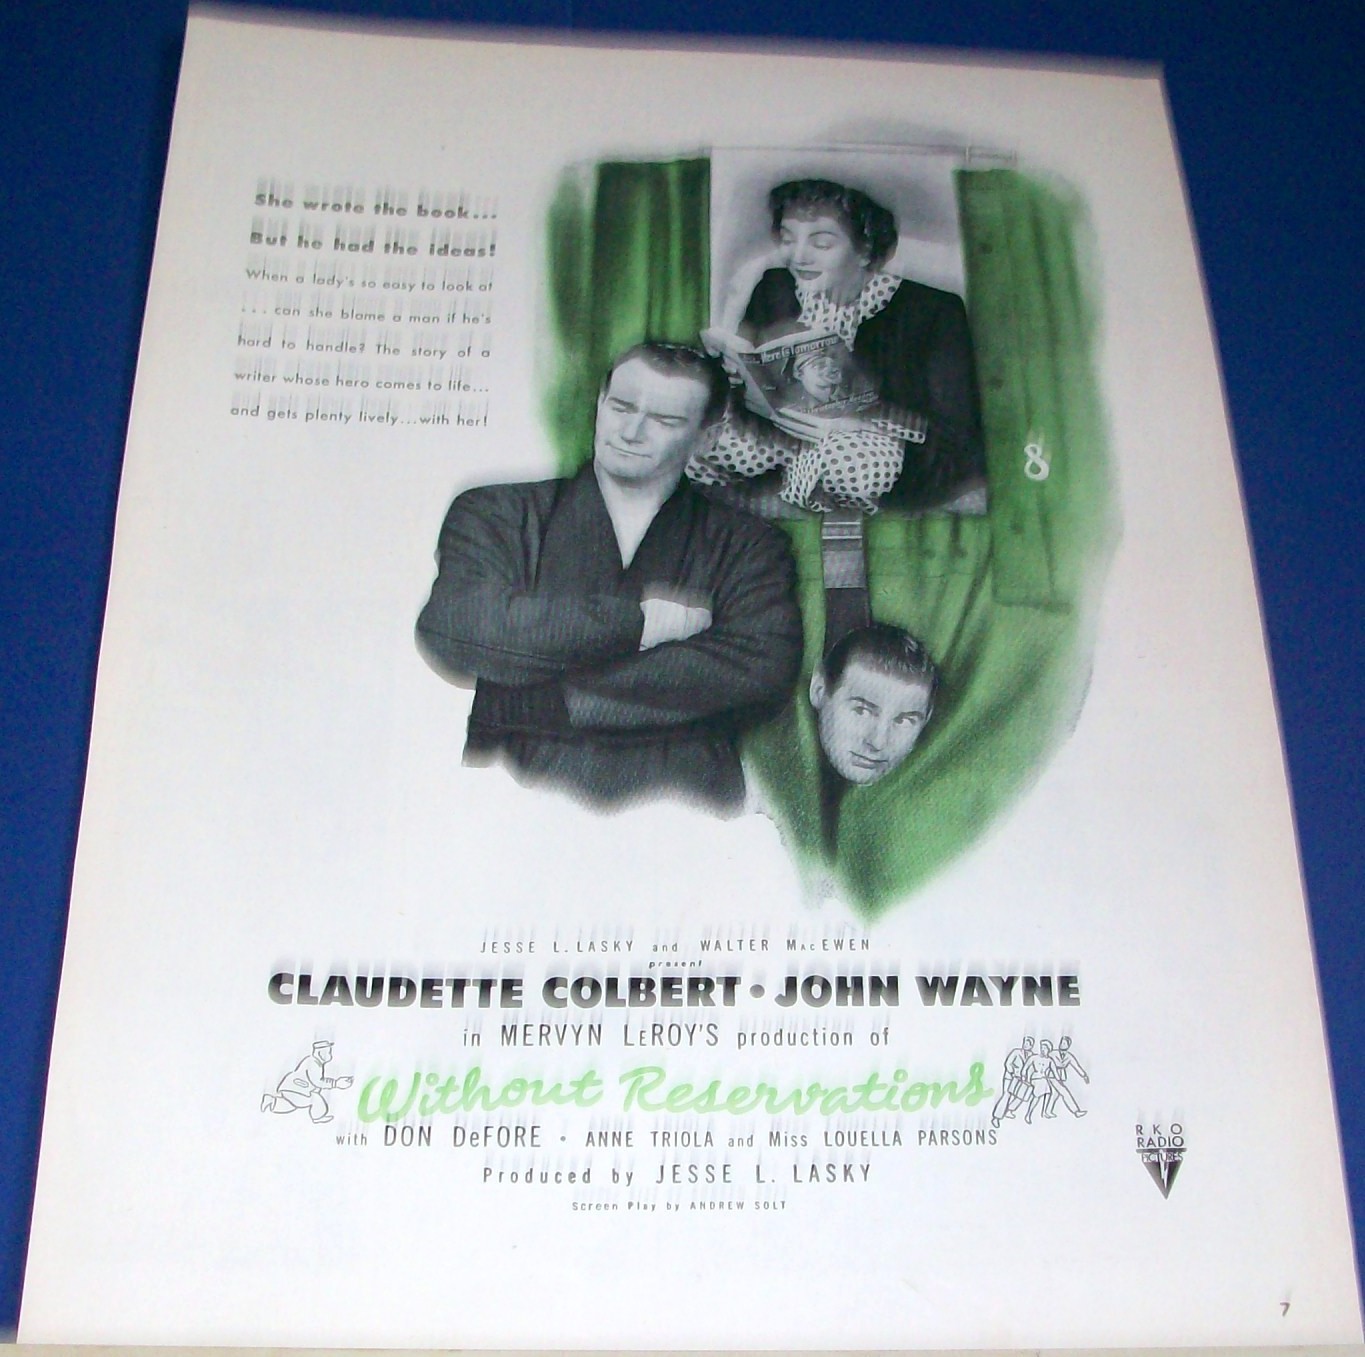 She wrote the book...
But he had the ideas!
When a lady's so easy to look at
... can she blame a man if he's
hard to handle? The story of a
writer whose hero comes to life...
and gets plenty lively...with her!
Here Is Tomorrow
8
JESSE L. LASKY and WALTER MacEWEN
present
CLAUDETTE COLBERT • JOHN WAYNE
in MERVYN LeROY'S production of
Without Reservations
with DON DeFORE • ANNE TRIOLA and Miss LOUELLA PARSONS
Produced by JESSE L. LASKY
Screen Play by ANDREW SOLT
RKO
RADIO
PICTURES
7